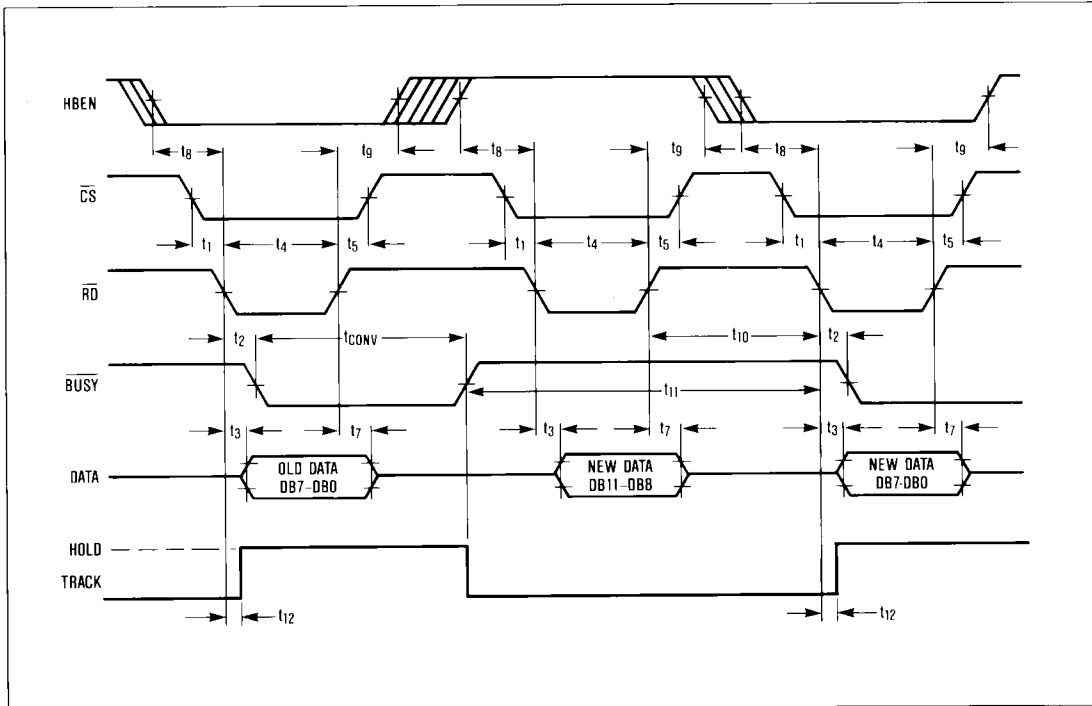 HBEN
t8 t9 t8 t9 t8 t9
CS
t1 t4 t5 t1 t4 t5 t1 t4 t5
RD
t2 tCONV t10 t2
BUSY
t11
t3 t7 t3 t7 t3 t7
DATA
OLD DATA
DB7-DB0
NEW DATA
DB11-DB8
NEW DATA
DB7-DB0
HOLD
TRACK
t12 t12